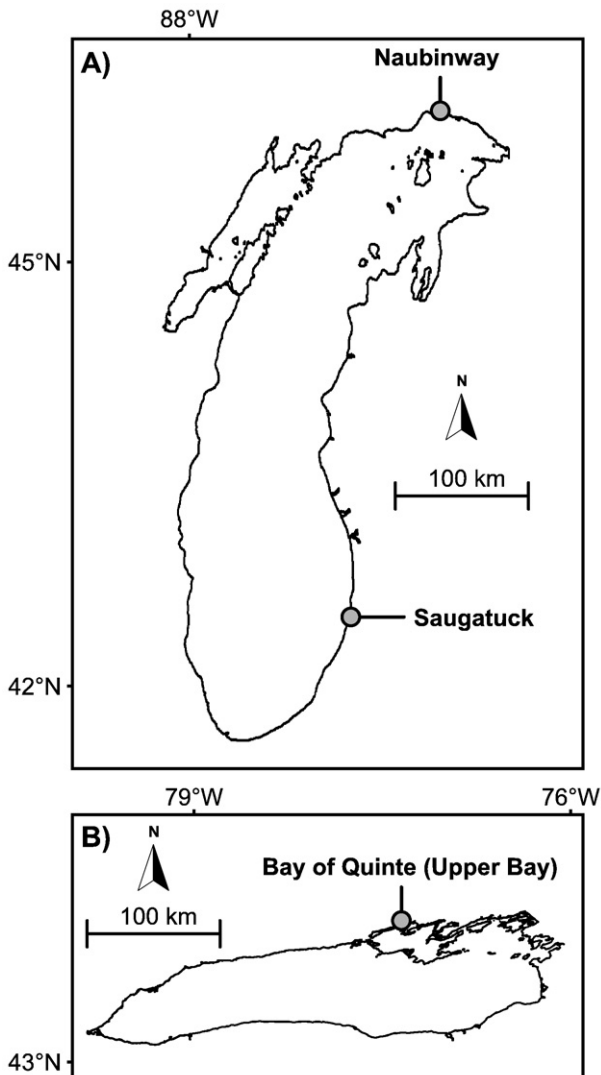 88°W
A)
Naubinway
45°N
N
100 km
Saugatuck
42°N
79°W
76°W
B)
N
Bay of Quinte (Upper Bay)
100 km
43°N